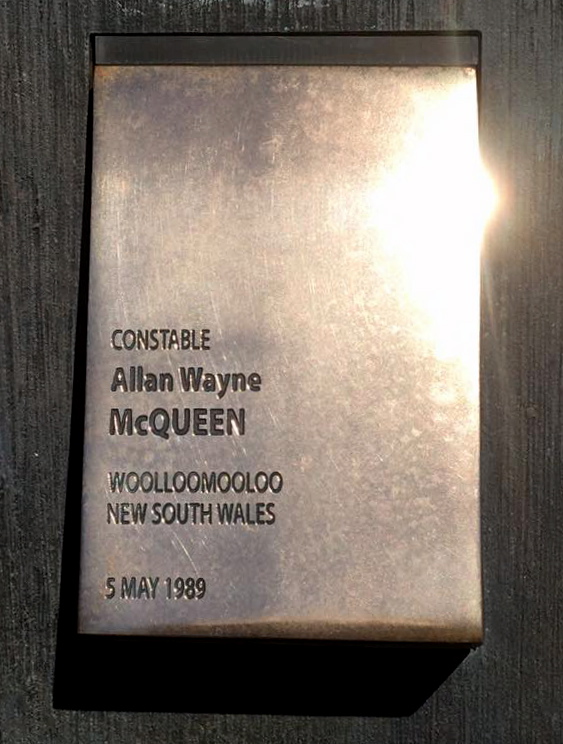 CONSTABLE
Allan Wayne
McQUEEN
WOOLLOOMOOLOO
NEW SOUTH WALES
5 MAY 1989